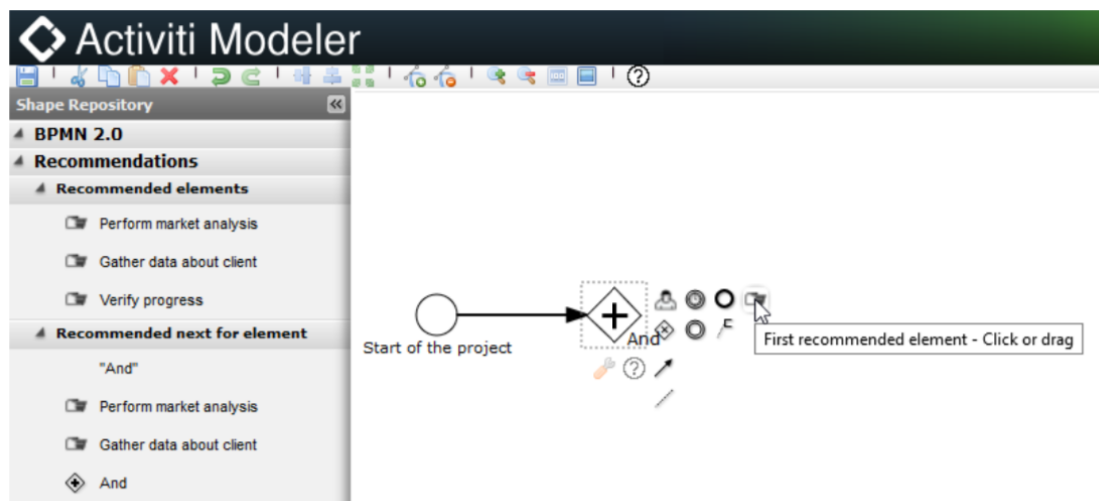 Activiti Modeler
Shape Repository
BPMN 2.0
Recommendations
Recommended elements
Perform market analysis
Gather data about client
Verify progress
Recommended next for element
"And"
Perform market analysis
Gather data about client
And
Start of the project
And
First recommended element - Click or drag